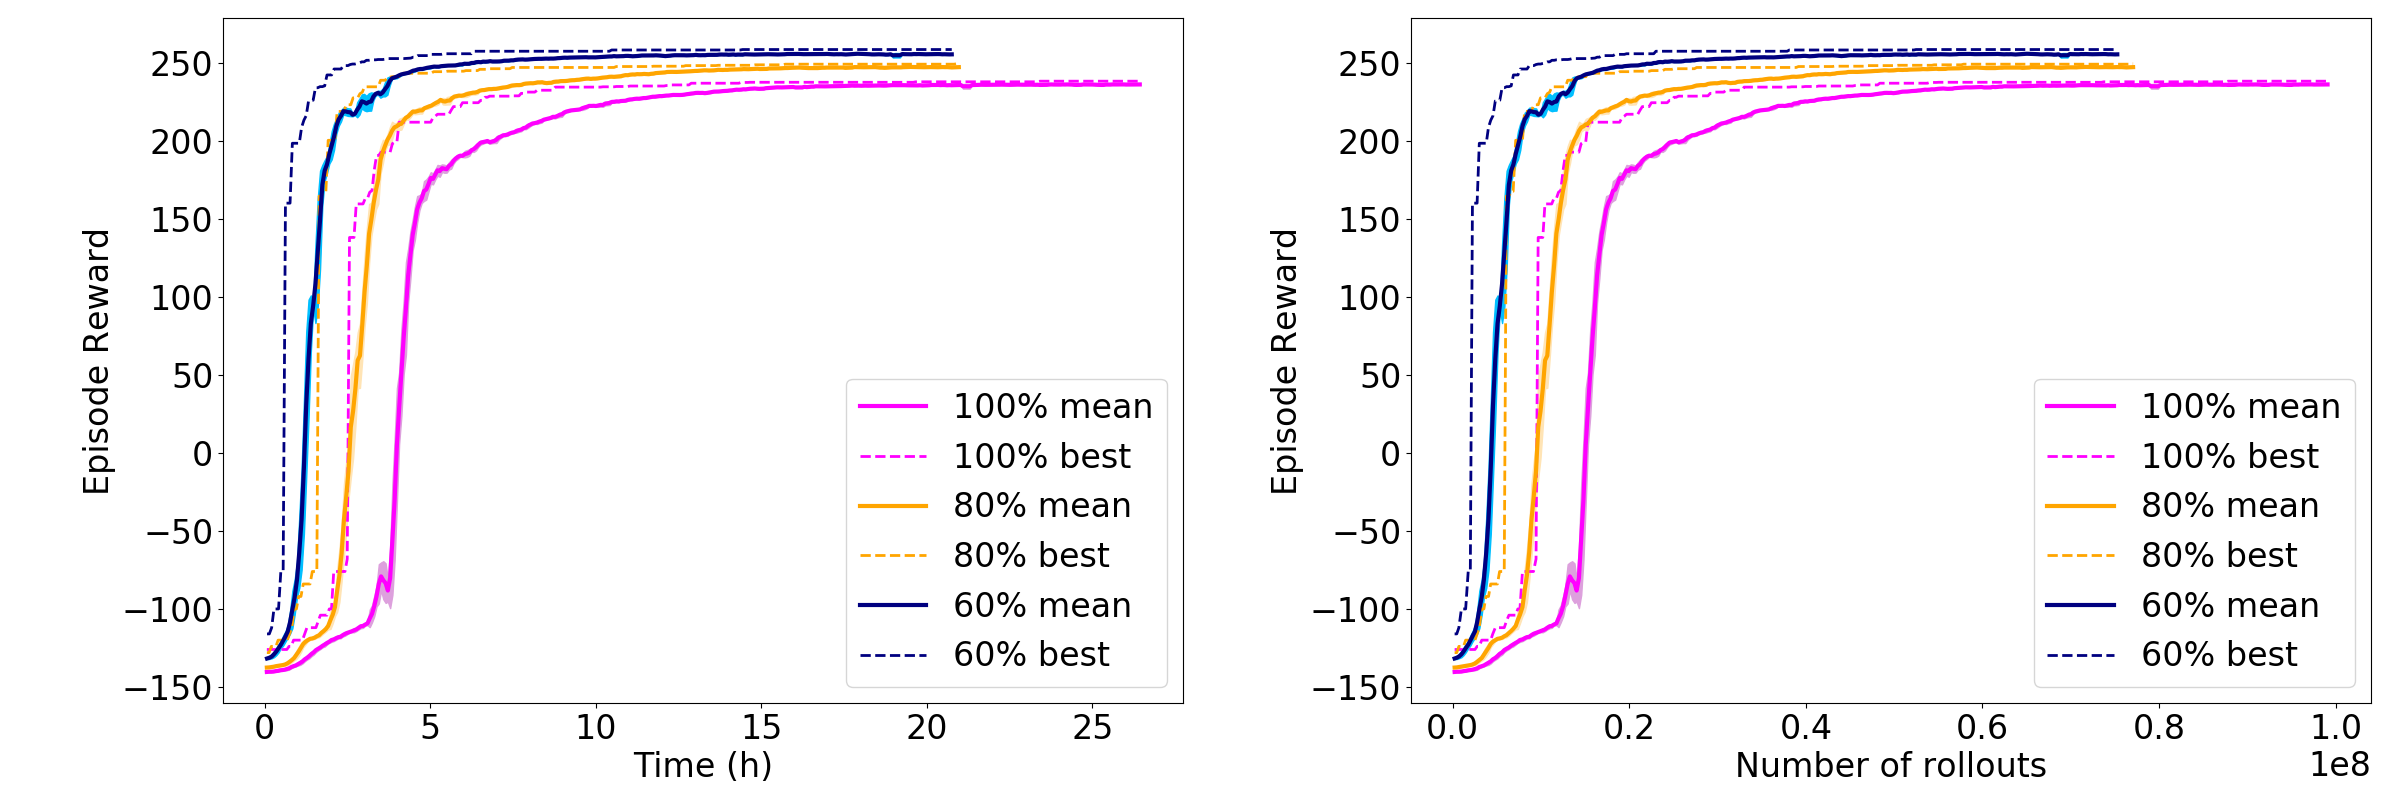 Episode Reward
250
200
150
100
50
0
−50
−100
−150
0
5
10
15
20
25
Time (h)
100% mean
100% best
80% mean
80% best
60% mean
60% best
Episode Reward
250
200
150
100
50
0
−50
−100
−150
0.0
0.2
0.4
0.6
0.8
1.0
1e8
Number of rollouts
100% mean
100% best
80% mean
80% best
60% mean
60% best